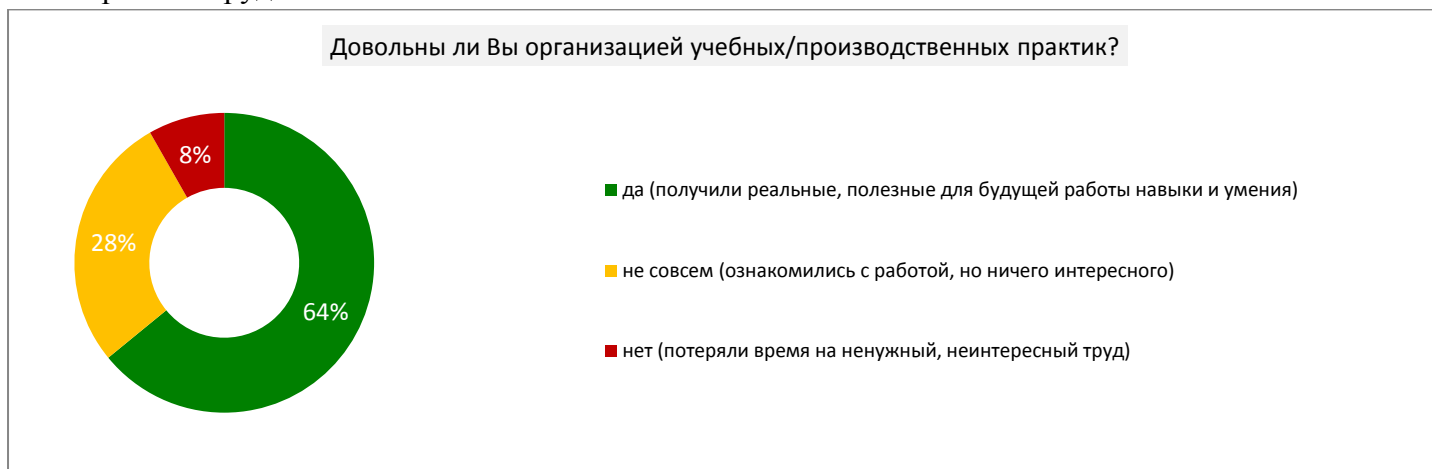 Довольны ли Вы организацией учебных/производственных практик?
8%
28%
64%
да (получили реальные, полезные для будущей работы навыки и умения)
не совсем (ознакомились с работой, но ничего интересного)
нет (потеряли время на ненужный, неинтересный труд)